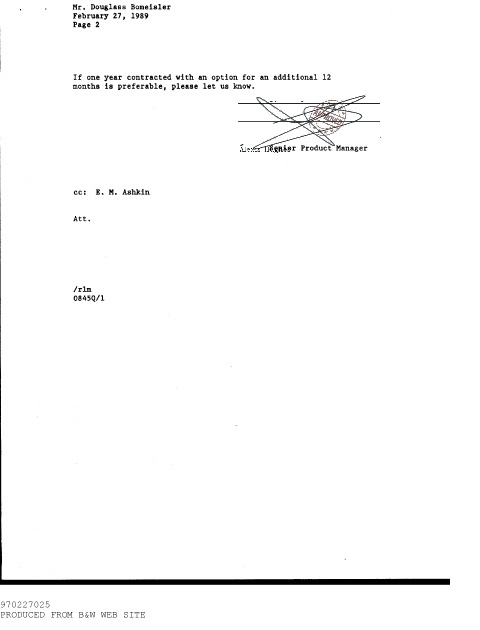 Mr. Douglass Bomeisler
February 27, 1989
Page 2
If one year contracted with an option for an additional 12
months is preferable, please let us know.
APPROVED
Senior Product Manager
cc: E. M. Ashkin
Att.
/rlm
0845Q/1
970227025
PRODUCED FROM B&W WEB SITE